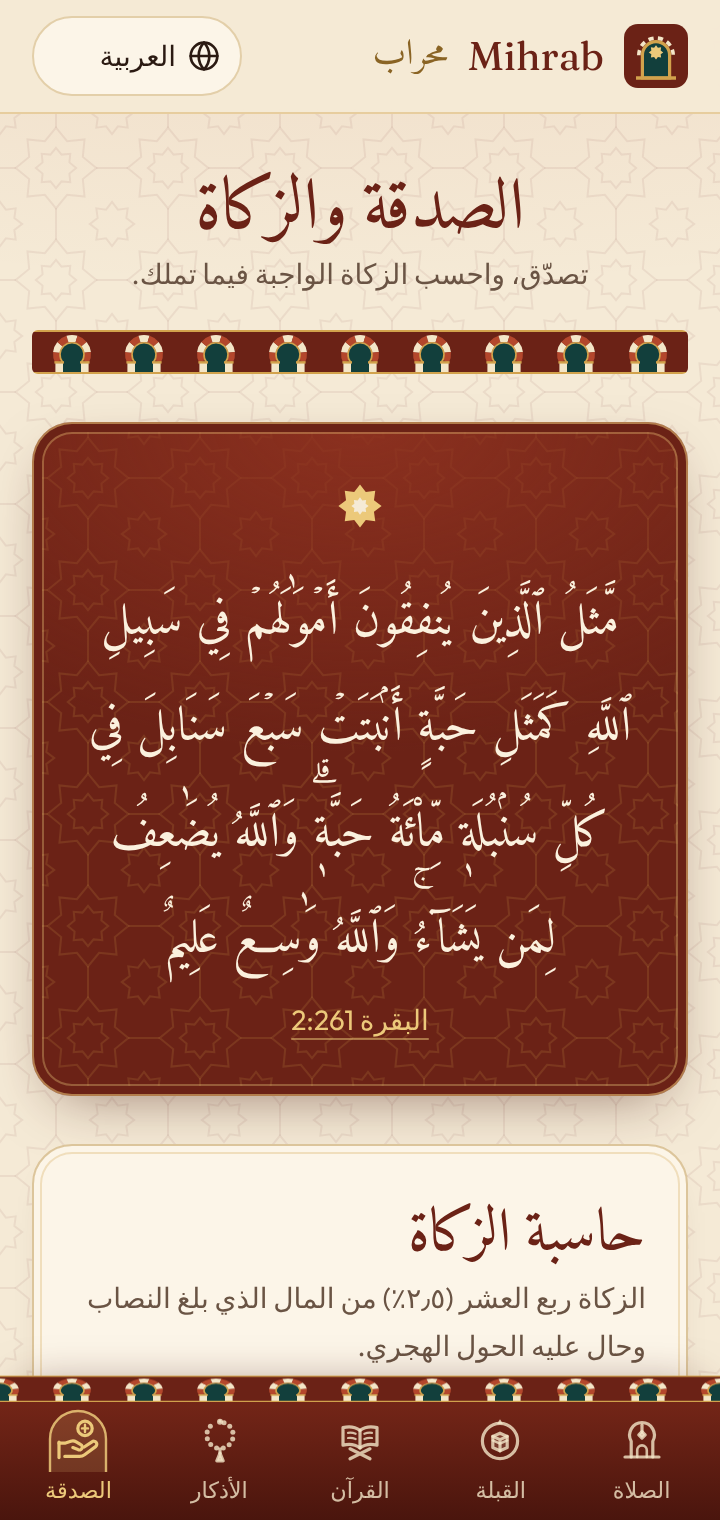 Mihrab محراب
العربية
الصدقة والزكاة
تصدّق، واحسب الزكاة الواجبة فيما تملك.
مَّثَلُ ٱلَّذِينَ يُنفِقُونَ أَمۡوَٰلَهُمۡ فِي سَبِيلِ
ٱللَّهِ كَمَثَلِ حَبَّةٍ أَنۢبَتَتۡ سَبۡعَ سَنَابِلَ فِي
كُلِّ سُنۢبُلَةٖ مِّاْئَةُ حَبَّةٖۗ وَٱللَّهُ يُضَٰعِفُ
لِمَن يَشَآءُۚ وَٱللَّهُ وَٰسِعٌ عَلِيمٌ
البقرة 2:261
حاسبة الزكاة
الزكاة ربع العشر (٢٫٥٪) من المال الذي بلغ النصاب
وحال عليه الحول الهجري.
الصلاة
القبلة
القرآن
الأذكار
الصدقة